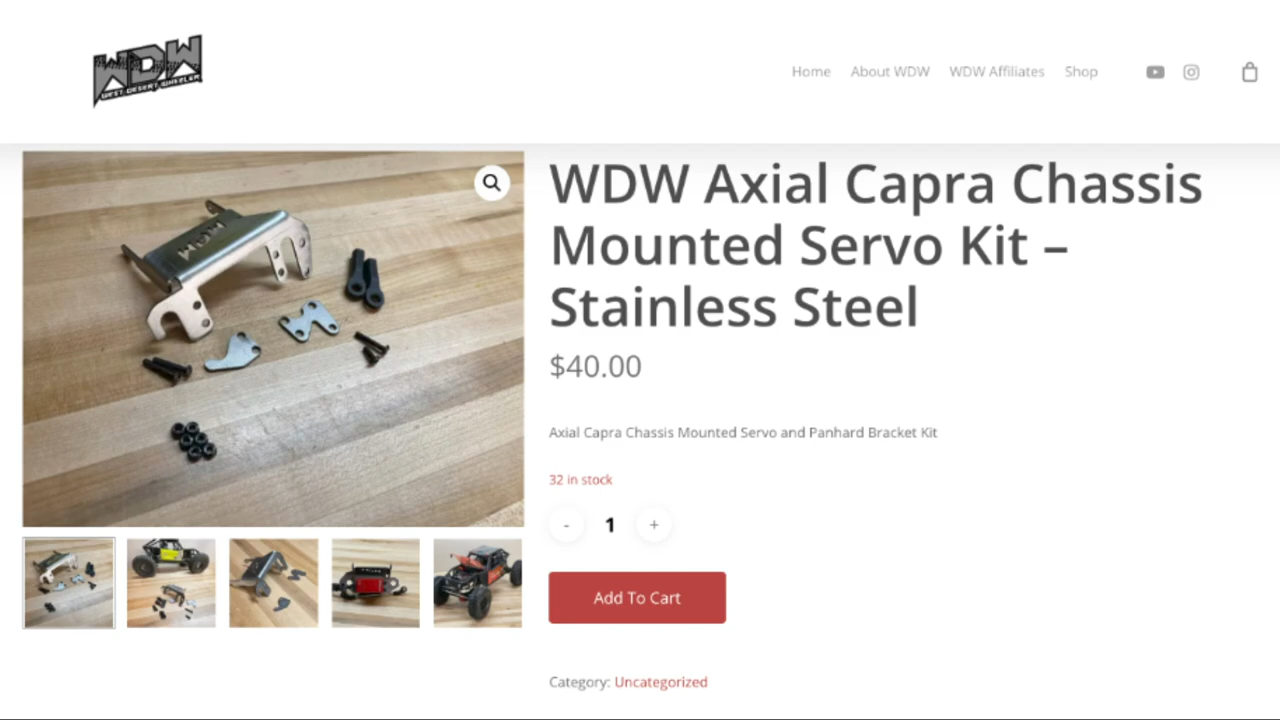 WDW
WEST DESERT WHEELER
Home About WDW WDW Affiliates Shop
WDW
WDW Axial Capra Chassis
Mounted Servo Kit –
Stainless Steel
$40.00
Axial Capra Chassis Mounted Servo and Panhard Bracket Kit
32 in stock
- 1 +
Add To Cart
Category: Uncategorized